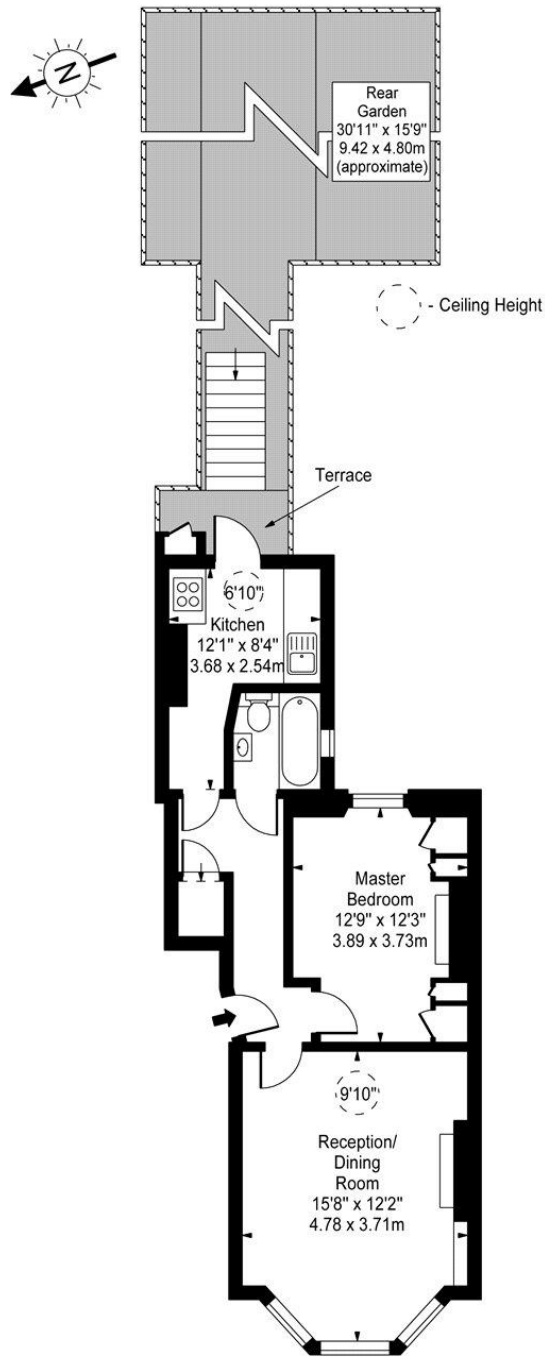 N
Rear
Garden
30'11" x 15'9"
9.42 x 4.80m
(approximate)
- Ceiling Height
Terrace
6'10"
Kitchen
12'1" x 8'4"
3.68 x 2.54m
Master
Bedroom
12'9" x 12'3"
3.89 x 3.73m
9'10"
Reception/
Dining
Room
15'8" x 12'2"
4.78 x 3.71m